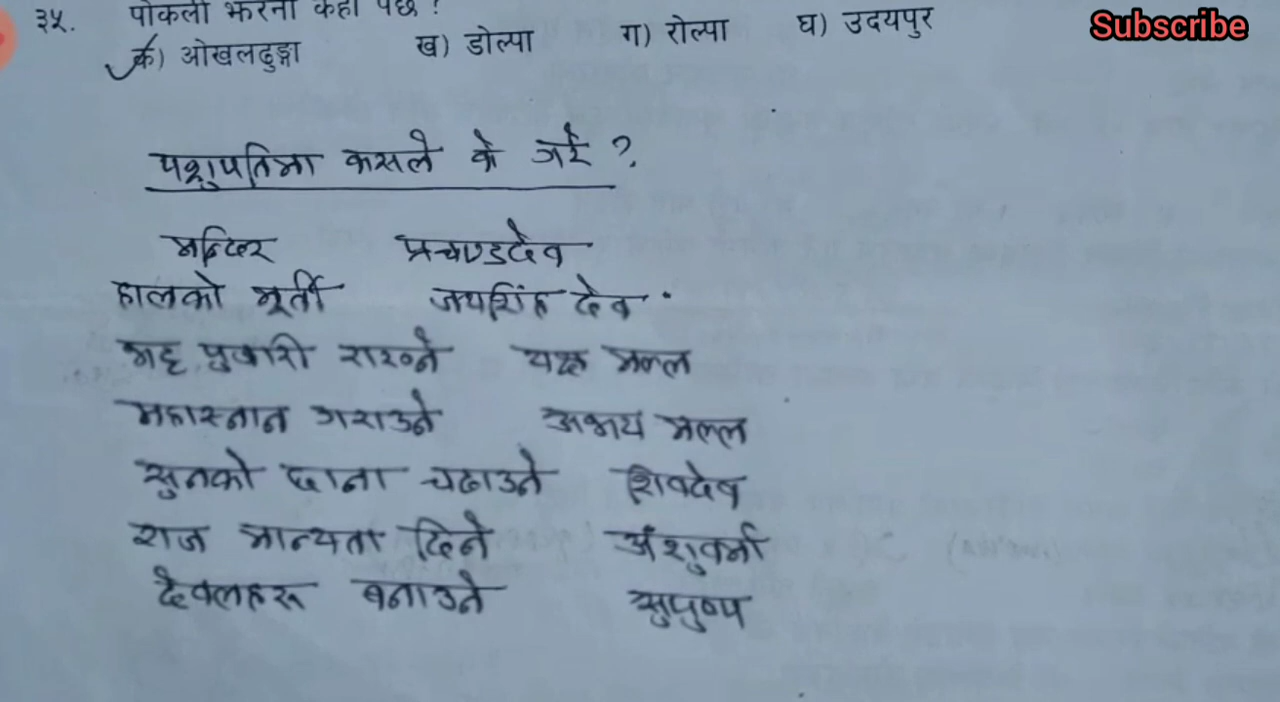 Subscribe
३५. पोकली झरना कहाँ पर्छ ?
क) ओखलढुङ्गा ख) डोल्पा ग) रोल्पा घ) उदयपुर
पशुपतिमा कसले के गरे ?
मन्दिर प्रचण्डदेव
हालको मूर्ती जयसिंह देव
भट्ट पुजारी राख्ने यक्ष मल्ल
महास्नान गराउने अभय मल्ल
सुनको छाना चढाउने शिवदेव
राज मान्यता दिने अंशुवर्मा
देवलहरू बनाउने सुपुष्प